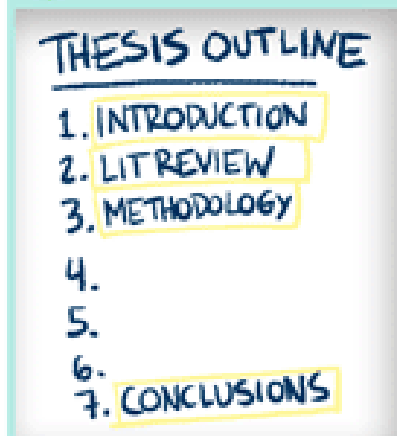 THESIS OUTLINE
1. INTRODUCTION
2. LIT REVIEW
3. METHODOLOGY
4.
5.
6.
7. CONCLUSIONS